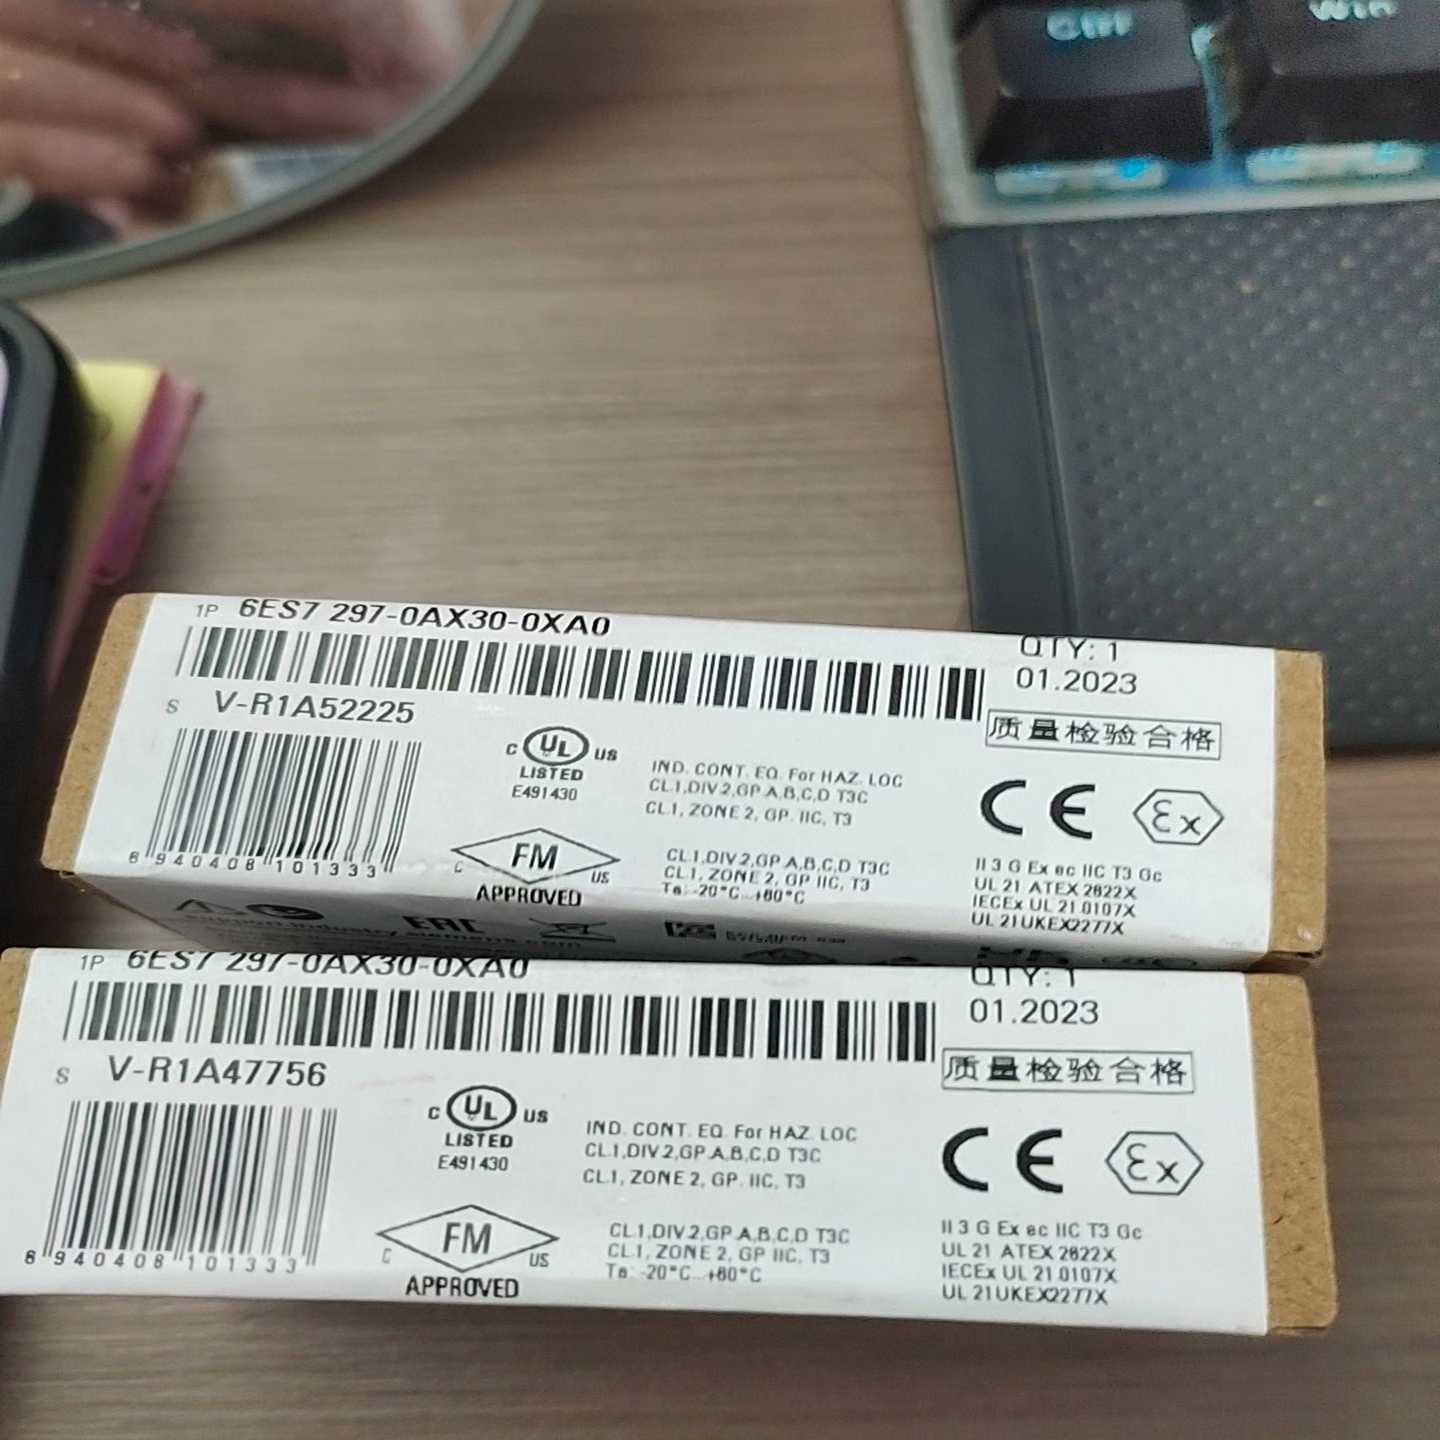 Ctrl
Win
1P 6ES7 297-0AX30-0XA0
QTY: 1
01.2023
S V-R1A52225
质量检验合格
C UL US
LISTED
E491430
IND. CONT. EQ. For HAZ. LOC
CL.1,DIV.2,GP.A,B,C,D T3C
CL.1, ZONE 2, GP. IIC, T3
CE
Ex
6 940408 101333
C FM US
APPROVED
CL.1,DIV.2,GP.A,B,C,D T3C
CL.1, ZONE 2, GP IIC, T3
Ta: -20°C...+60°C
II 3 G Ex ec IIC T3 Gc
UL 21 ATEX 2622X
IECEx UL 21.0107X
UL 21UKEX2277X
EAC
1P 6ES7 297-0AX30-0XA0
QTY: 1
01.2023
S V-R1A47756
质量检验合格
C UL US
LISTED
E491430
IND. CONT. EQ. For HAZ. LOC
CL.1,DIV.2,GP.A,B,C,D T3C
CL.1, ZONE 2, GP. IIC, T3
CE
Ex
6 940408 101333
C FM US
APPROVED
CL.1,DIV.2,GP.A,B,C,D T3C
CL.1, ZONE 2, GP IIC, T3
Ta: -20°C...+60°C
II 3 G Ex ec IIC T3 Gc
UL 21 ATEX 2622X
IECEx UL 21.0107X
UL 21UKEX2277X